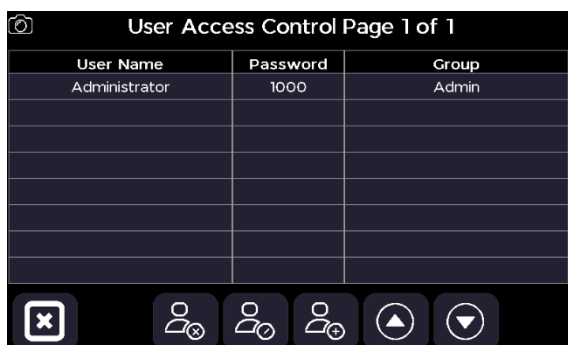 User Access Control Page 1 of 1
User Name Password Group
Administrator 1000 Admin